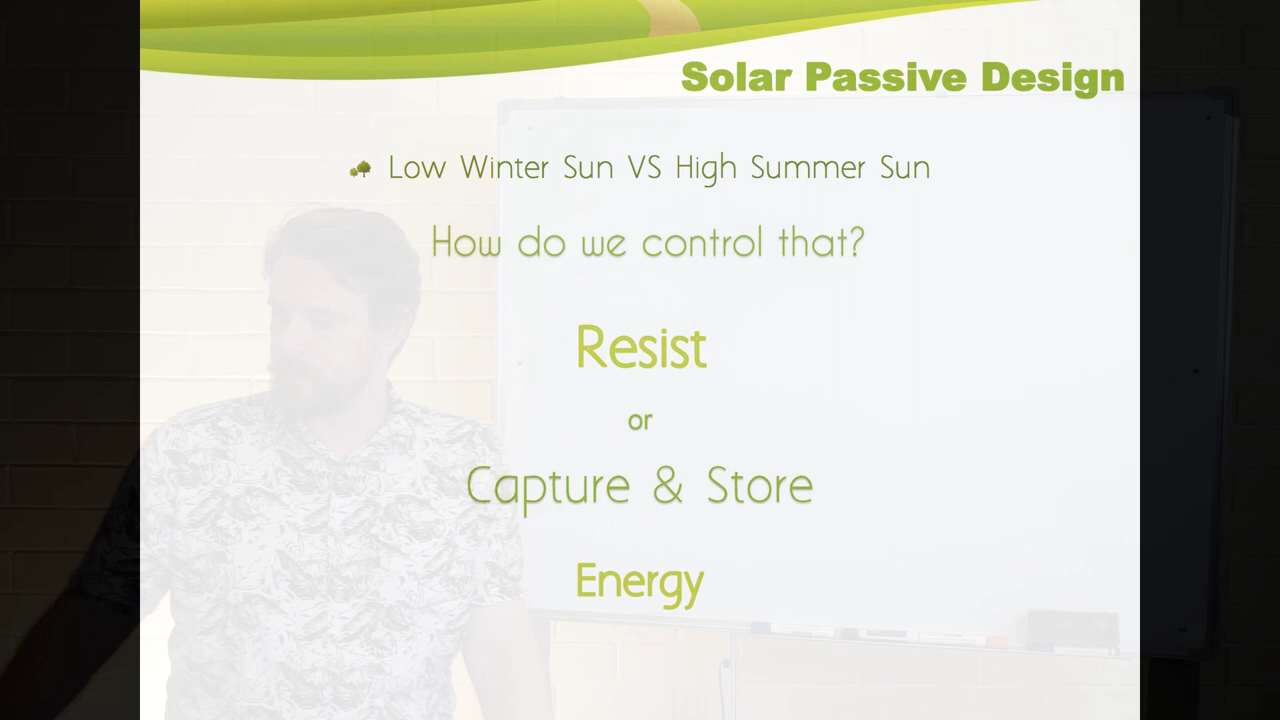 Solar Passive Design
Low Winter Sun VS High Summer Sun
How do we control that?
Resist
or
Capture & Store
Energy